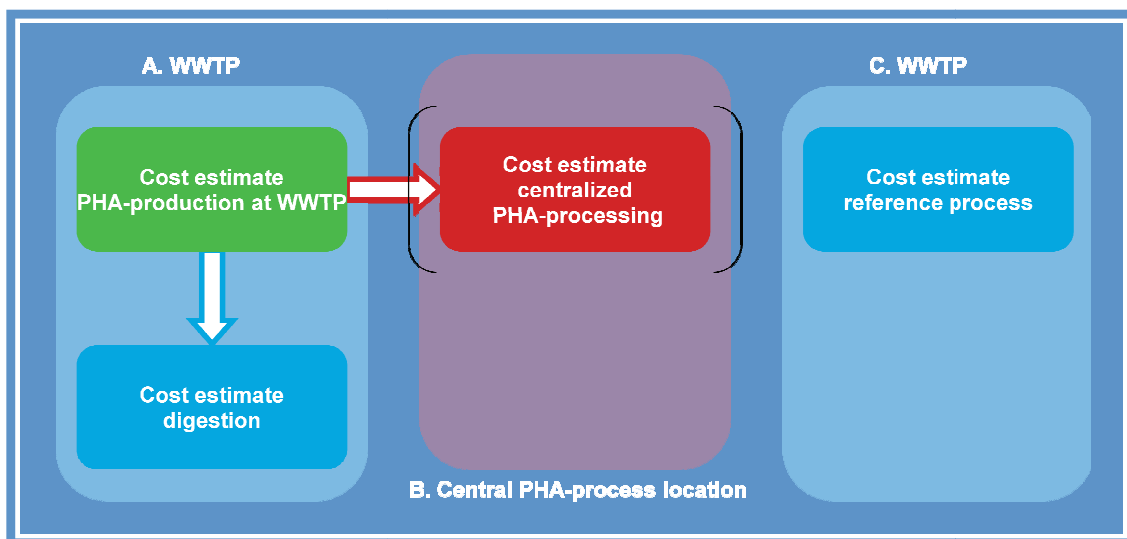 A. WWTP
Cost estimate
PHA-production at WWTP
Cost estimate
digestion
Cost estimate
centralized
PHA-processing
B. Central PHA-process location
C. WWTP
Cost estimate
reference process